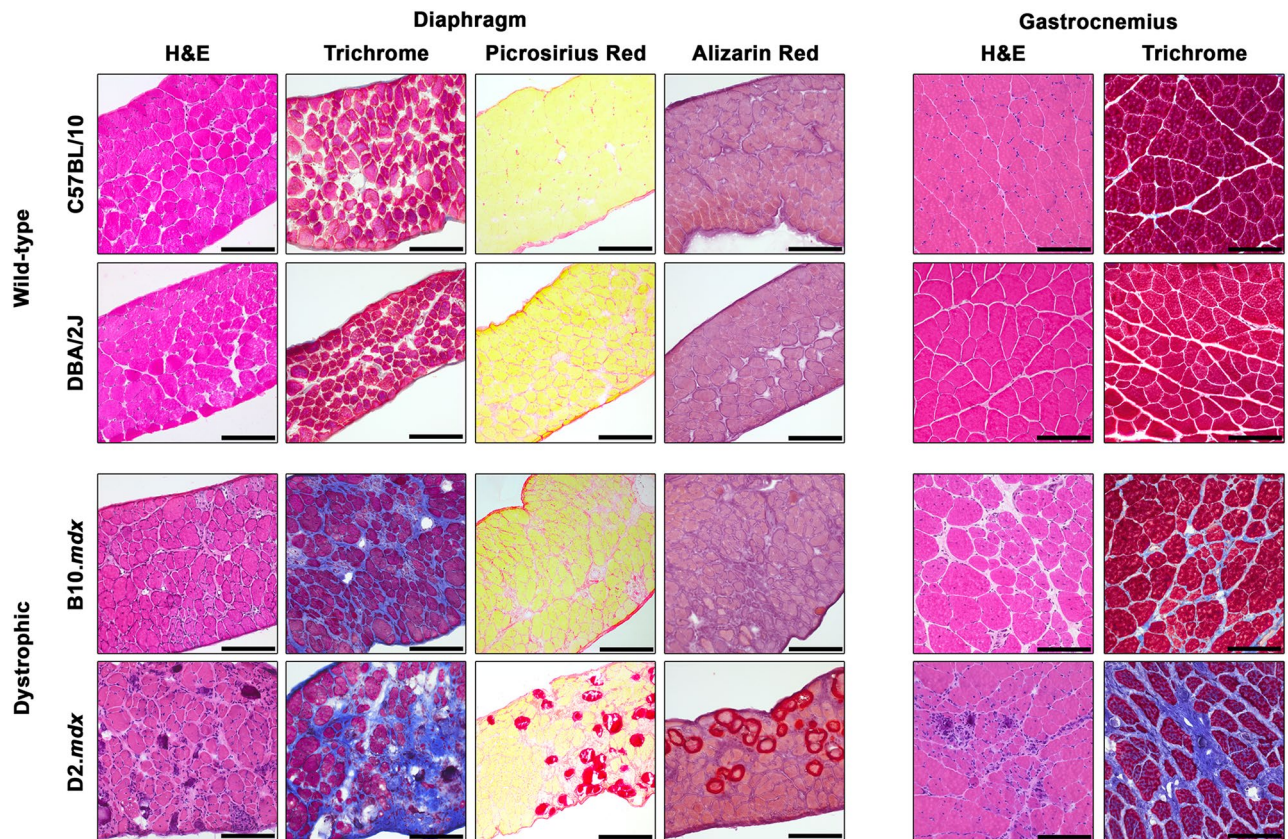 Diaphragm
Gastrocnemius
H&E
Trichrome
Picrosirius Red
Alizarin Red
H&E
Trichrome
Wild-type
C57BL/10
DBA/2J
Dystrophic
B10.mdx
D2.mdx